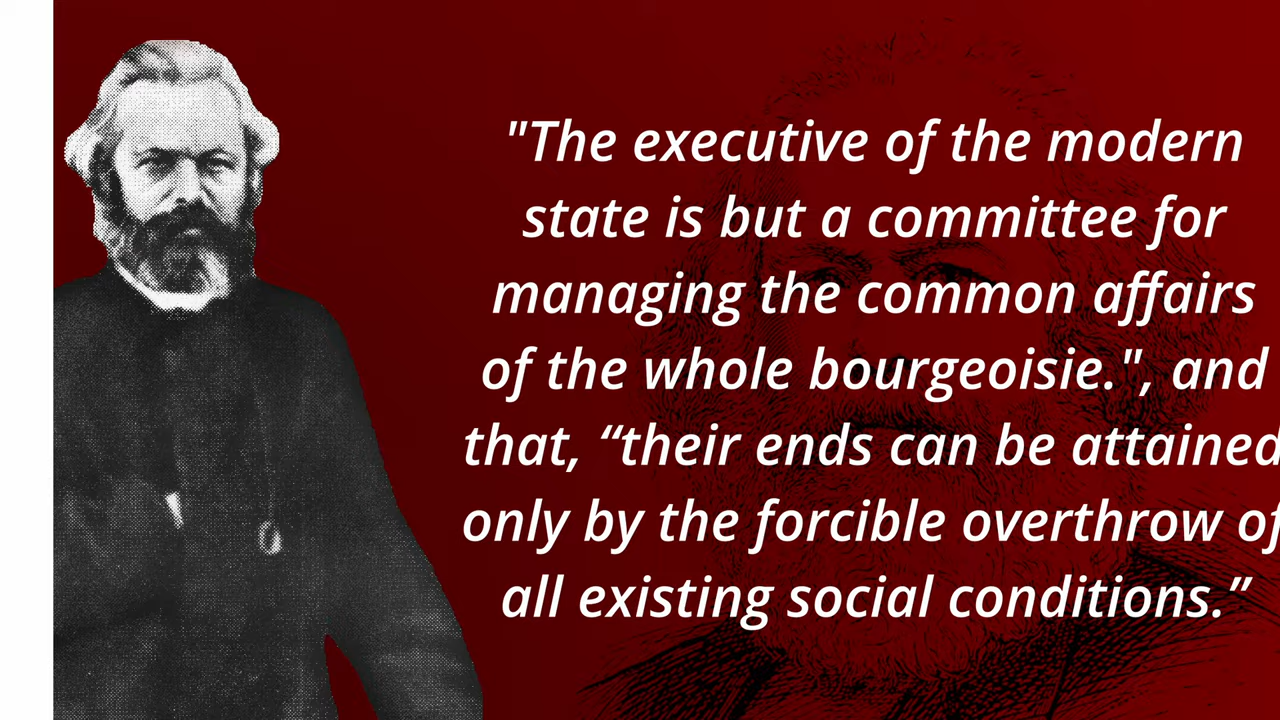 "The executive of the modern
state is but a committee for
managing the common affairs
of the whole bourgeoisie.", and
that, “their ends can be attained
only by the forcible overthrow of
all existing social conditions.”